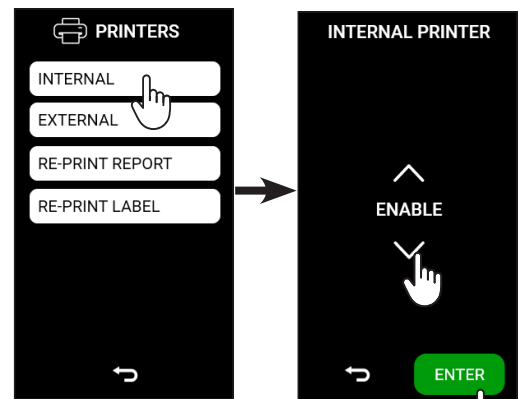 PRINTERS
INTERNAL
EXTERNAL
RE-PRINT REPORT
RE-PRINT LABEL
INTERNAL PRINTER
ENABLE
ENTER